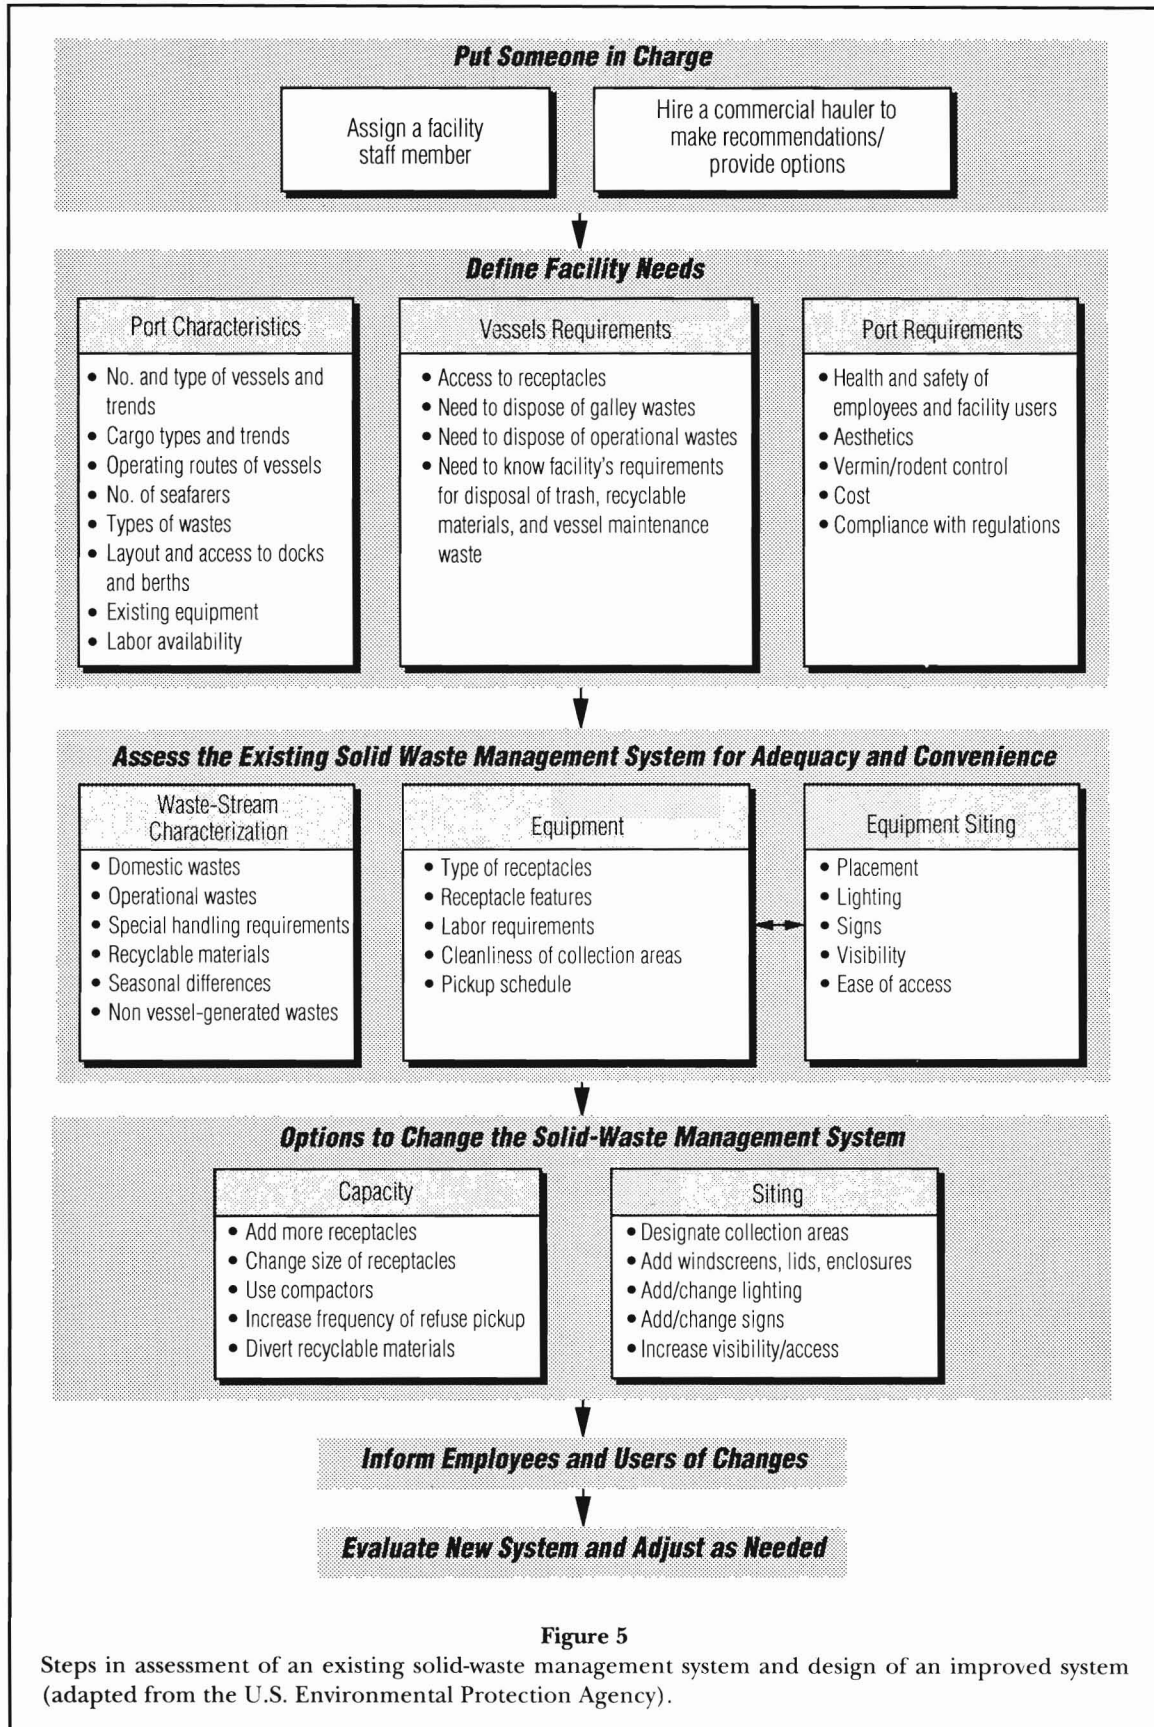 Put Someone in Charge
Assign a facility
staff member
Hire a commercial hauler to
make recommendations/
provide options
Define Facility Needs
Port Characteristics
• No. and type of vessels and
trends
• Cargo types and trends
• Operating routes of vessels
• No. of seafarers
• Types of wastes
• Layout and access to docks
and berths
• Existing equipment
• Labor availability
Vessels Requirements
• Access to receptacles
• Need to dispose of galley wastes
• Need to dispose of operational wastes
• Need to know facility's requirements
for disposal of trash, recyclable
materials, and vessel maintenance
waste
Port Requirements
• Health and safety of
employees and facility users
• Aesthetics
• Vermin/rodent control
• Cost
• Compliance with regulations
Assess the Existing Solid Waste Management System for Adequacy and Convenience
Waste-Stream
Characterization
• Domestic wastes
• Operational wastes
• Special handling requirements
• Recyclable materials
• Seasonal differences
• Non vessel-generated wastes
Equipment
• Type of receptacles
• Receptacle features
• Labor requirements
• Cleanliness of collection areas
• Pickup schedule
Equipment Siting
• Placement
• Lighting
• Signs
• Visibility
• Ease of access
Options to Change the Solid-Waste Management System
Capacity
• Add more receptacles
• Change size of receptacles
• Use compactors
• Increase frequency of refuse pickup
• Divert recyclable materials
Siting
• Designate collection areas
• Add windscreens, lids, enclosures
• Add/change lighting
• Add/change signs
• Increase visibility/access
Inform Employees and Users of Changes
Evaluate New System and Adjust as Needed
Figure 5
Steps in assessment of an existing solid-waste management system and design of an improved system
(adapted from the U.S. Environmental Protection Agency).